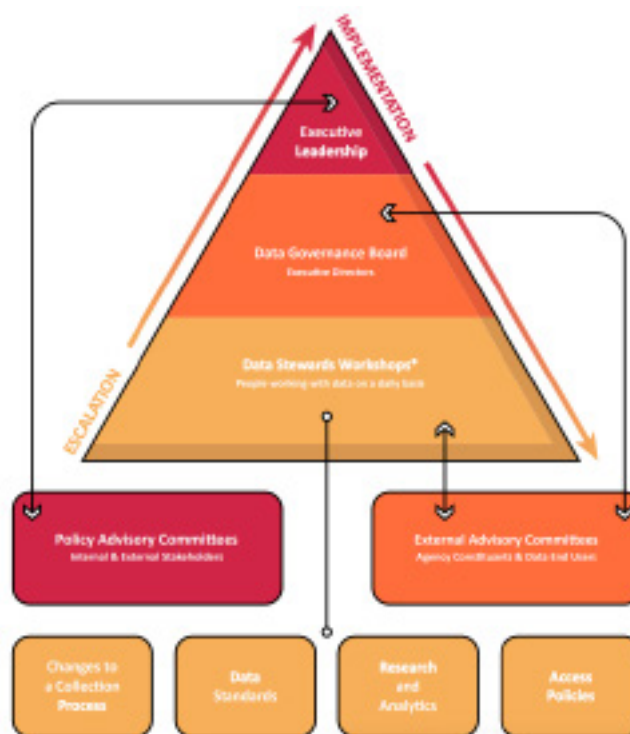 IMPLEMENTATION
Executive
Leadership
Data Governance Board
Executive Directors
Data Stewards Workshops*
People working with data on a daily basis
ESCALATION
Policy Advisory Committees
Internal & External Stakeholders
External Advisory Committees
Agency Constituents & Data End Users
Changes to
a Collection
Process
Data
Standards
Research
and
Analytics
Access
Policies